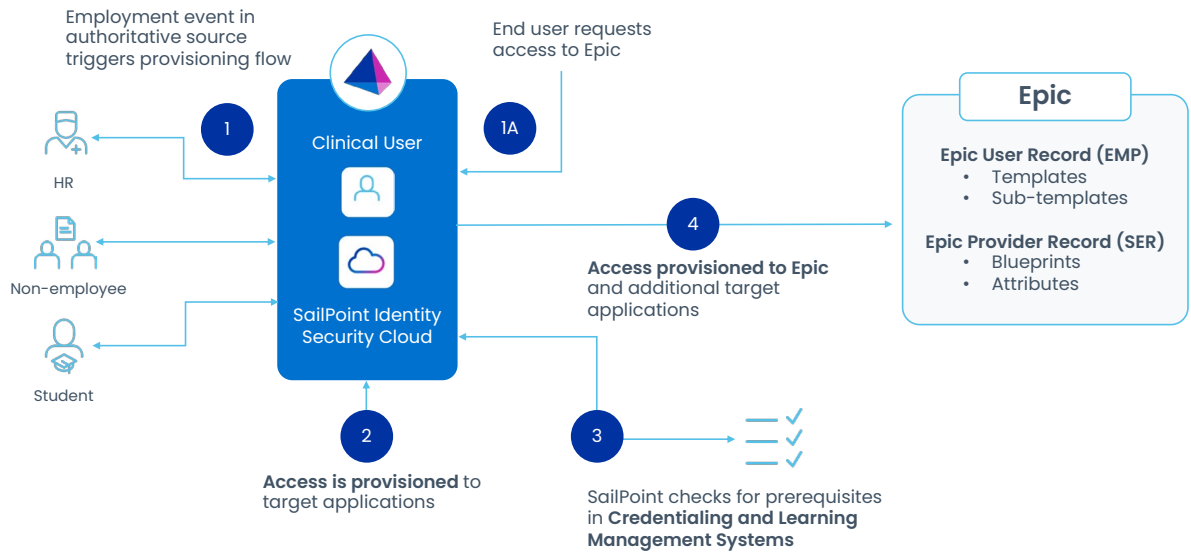 Employment event in
authoritative source
triggers provisioning flow
1
HR
Non-employee
Student
Clinical User
SailPoint Identity
Security Cloud
End user requests
access to Epic
1A
2
Access is provisioned to
target applications
3
SailPoint checks for prerequisites
in Credentialing and Learning
Management Systems
4
Access provisioned to Epic
and additional target
applications
Epic
Epic User Record (EMP)
• Templates
• Sub-templates
Epic Provider Record (SER)
• Blueprints
• Attributes